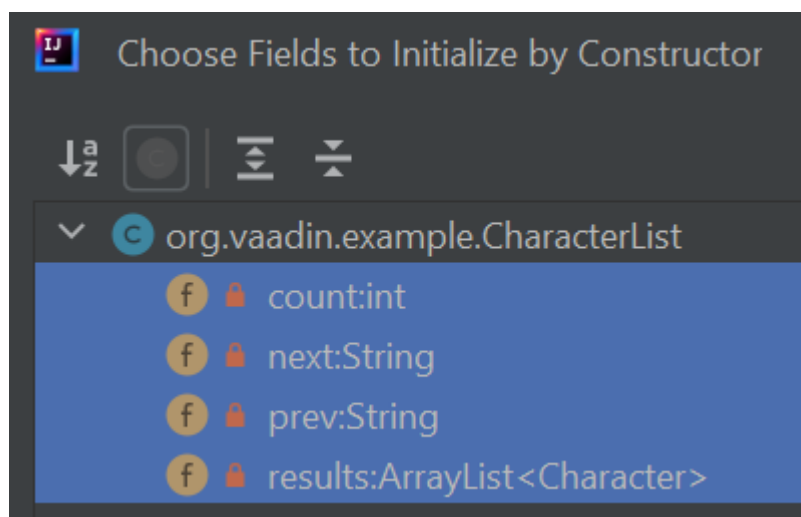 IJ
Choose Fields to Initialize by Constructor
a
z
C
C org.vaadin.example.CharacterList
f count:int
f next:String
f prev:String
f results:ArrayList<Character>